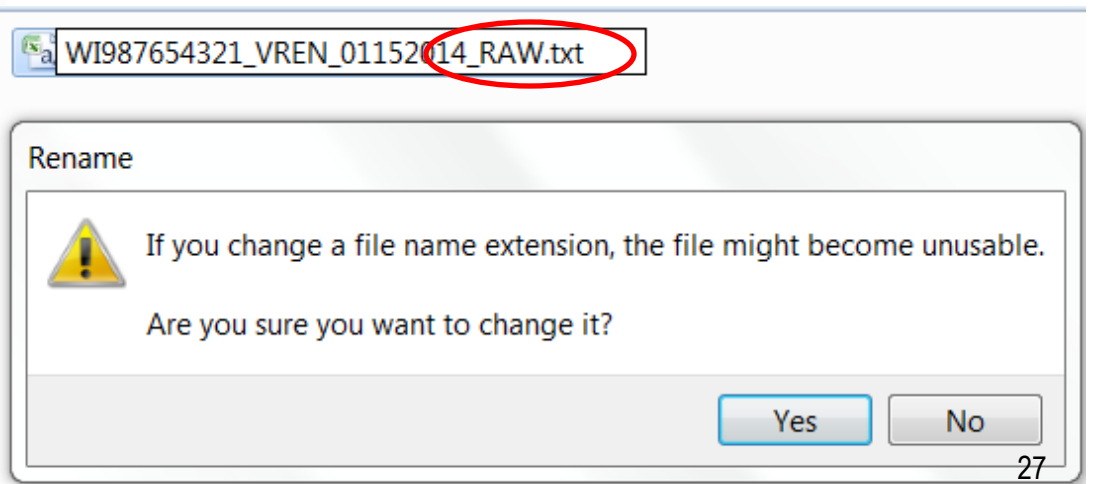 WI987654321_VREN_01152014_RAW.txt
Rename
If you change a file name extension, the file might become unusable.
Are you sure you want to change it?
Yes No
27